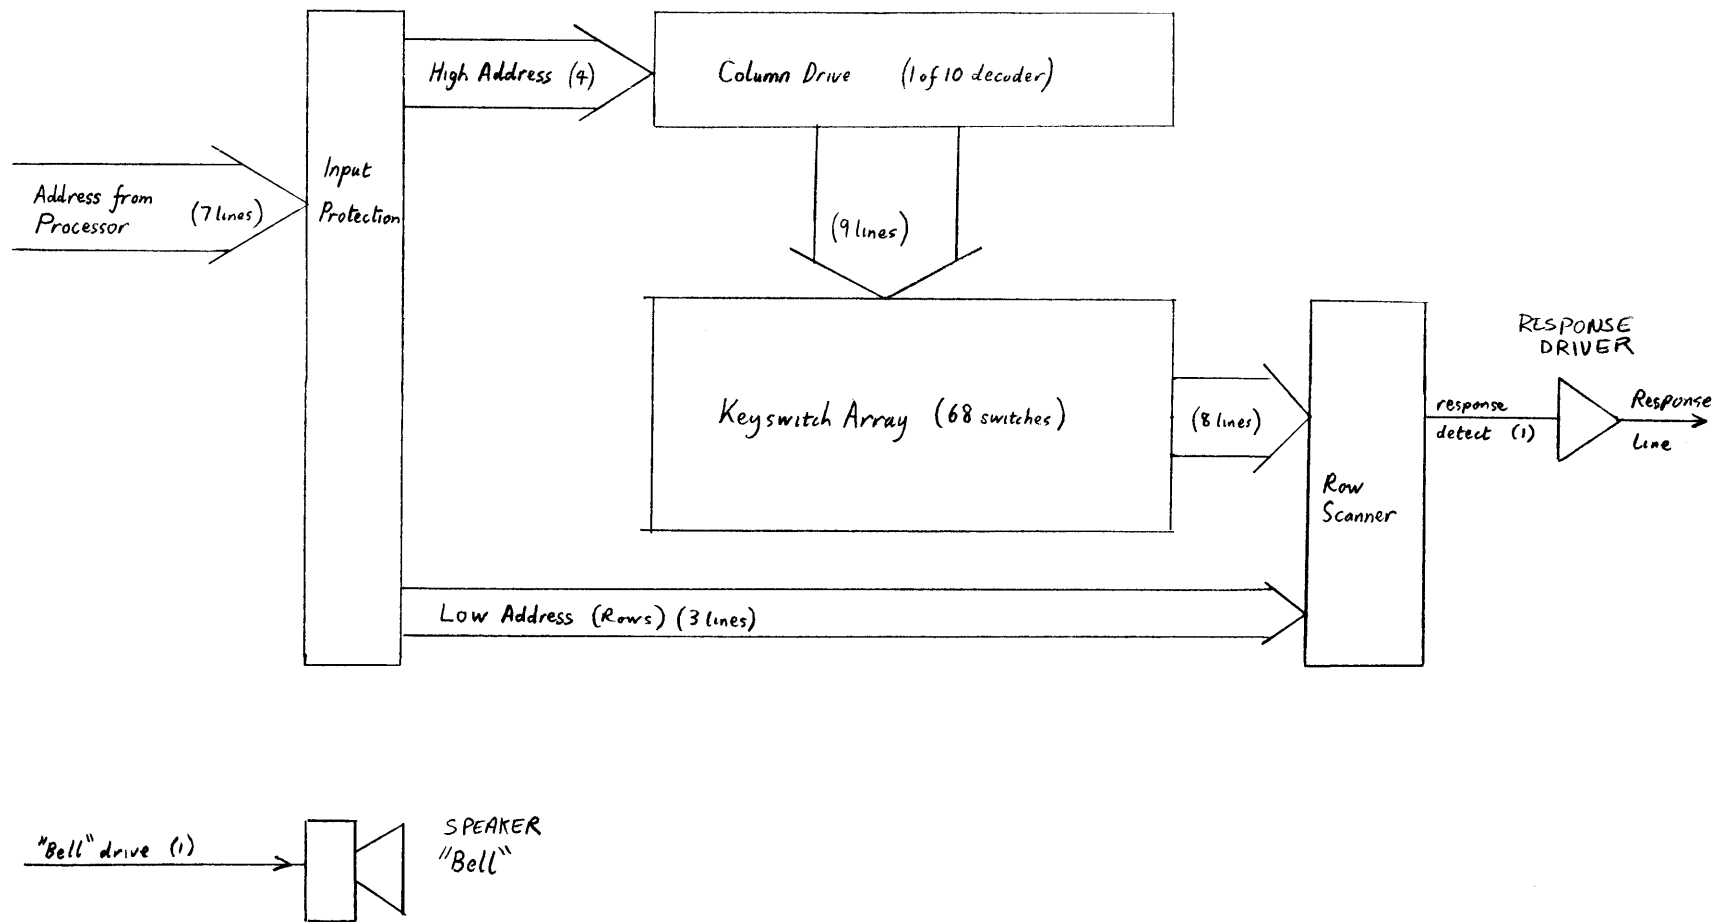 High Address (4)
Column Drive (1 of 10 decoder)
Input
Protection
Address from
Processor (7 lines)
(9 lines)
Keyswitch Array (68 switches)
(8 lines)
Row
Scanner
RESPONSE
DRIVER
response
detect (1)
Response
Line
Low Address (Rows) (3 lines)
"Bell" drive (1)
SPEAKER
"Bell"